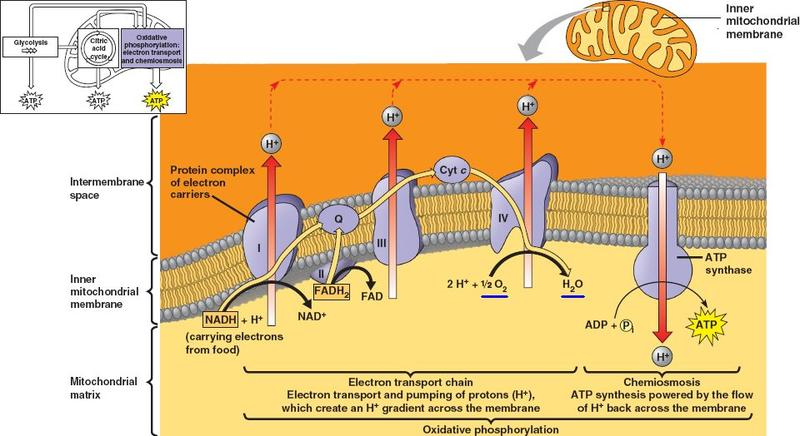 Glycolysis
Citric
acid
cycle
Oxidative
phosphorylation:
electron transport
and chemiosmosis
ATP
ATP
ATP
Inner
mitochondrial
membrane
H+
H+
H+
H+
Intermembrane
space
Protein complex
of electron
carriers
Cyt c
Q
I
II
III
IV
ATP
synthase
Inner
mitochondrial
membrane
FADH2
FAD
2 H+ + ½ O2
H2O
NADH + H+
NAD+
(carrying electrons
from food)
ADP + Pi
ATP
H+
Mitochondrial
matrix
Electron transport chain
Electron transport and pumping of protons (H+),
which create an H+ gradient across the membrane
Chemiosmosis
ATP synthesis powered by the flow
of H+ back across the membrane
Oxidative phosphorylation